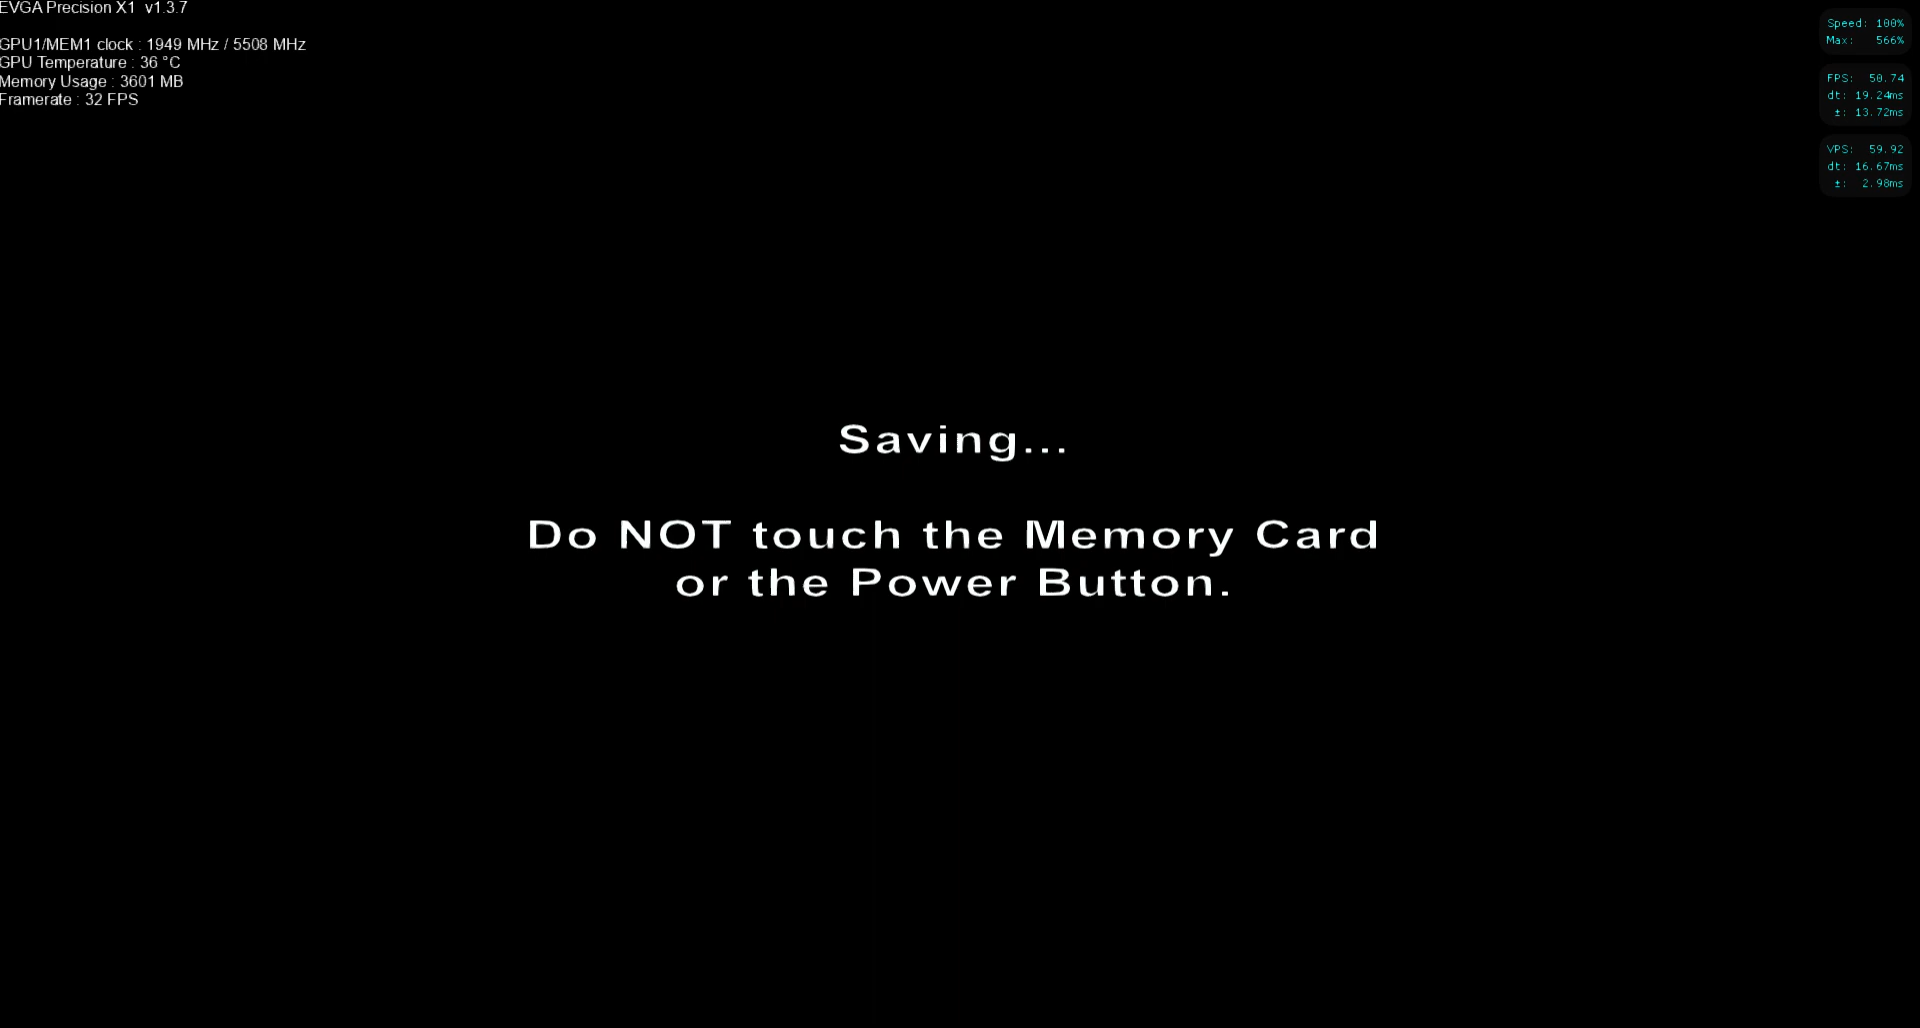 EVGA Precision X1 v1.3.7
GPU1/MEM1 clock : 1949 MHz / 5508 MHz
GPU Temperature : 36 °C
Memory Usage : 3601 MB
Framerate : 32 FPS
Speed: 100%
Max: 566%
FPS: 50.74
dt: 19.24ms
±: 13.72ms
VPS: 59.92
dt: 16.67ms
±: 2.98ms
Saving...
Do NOT touch the Memory Card
or the Power Button.